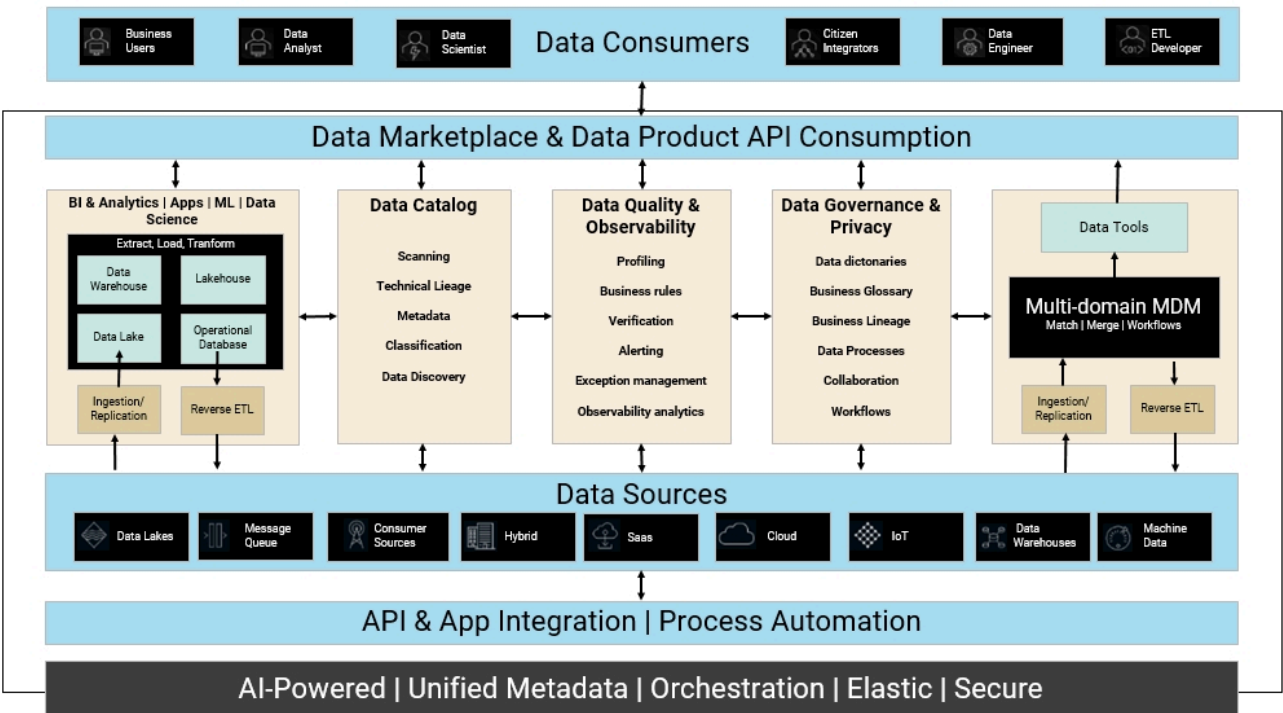 Business
Users
Data
Analyst
Data
Scientist
Data Consumers
Citizen
Integrators
Data
Engineer
ETL
Developer
Data Marketplace & Data Product API Consumption
BI & Analytics | Apps | ML | Data
Science
Extract, Load, Tranform
Data
Warehouse
Lakehouse
Data Lake
Operational
Database
Ingestion/
Replication
Reverse ETL
Data Catalog
Scanning
Technical Lieage
Metadata
Classification
Data Discovery
Data Quality &
Observability
Profiling
Business rules
Verification
Alerting
Exception management
Observability analytics
Data Governance &
Privacy
Data dictonaries
Business Glossary
Business Lineage
Data Processes
Collaboration
Workflows
Data Tools
Multi-domain MDM
Match | Merge | Workflows
Ingestion/
Replication
Reverse ETL
Data Sources
Data Lakes
Message
Queue
Consumer
Sources
Hybrid
Saas
Cloud
IoT
Data
Warehouses
Machine
Data
API & App Integration | Process Automation
AI-Powered | Unified Metadata | Orchestration | Elastic | Secure